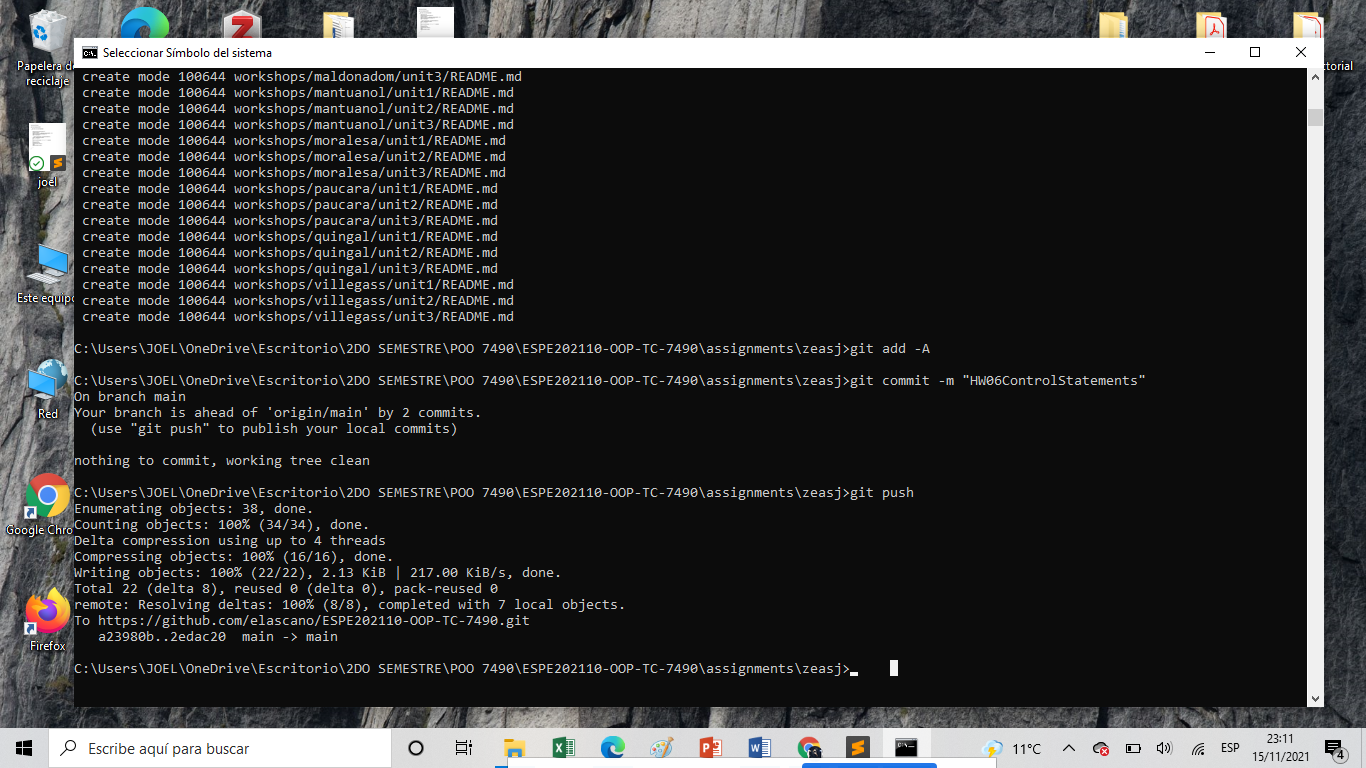 Papelera de
reciclaje
ctorial
Seleccionar Símbolo del sistema
create mode 100644 workshops/maldonadom/unit3/README.md
create mode 100644 workshops/mantuanol/unit1/README.md
create mode 100644 workshops/mantuanol/unit2/README.md
create mode 100644 workshops/mantuanol/unit3/README.md
create mode 100644 workshops/moralesa/unit1/README.md
create mode 100644 workshops/moralesa/unit2/README.md
create mode 100644 workshops/moralesa/unit3/README.md
create mode 100644 workshops/paucara/unit1/README.md
create mode 100644 workshops/paucara/unit2/README.md
create mode 100644 workshops/paucara/unit3/README.md
create mode 100644 workshops/quingal/unit1/README.md
create mode 100644 workshops/quingal/unit2/README.md
create mode 100644 workshops/quingal/unit3/README.md
create mode 100644 workshops/villegass/unit1/README.md
create mode 100644 workshops/villegass/unit2/README.md
create mode 100644 workshops/villegass/unit3/README.md
C:\Users\JOEL\OneDrive\Escritorio\2DO SEMESTRE\POO 7490\ESPE202110-OOP-TC-7490\assignments\zeasj>git add -A
C:\Users\JOEL\OneDrive\Escritorio\2DO SEMESTRE\POO 7490\ESPE202110-OOP-TC-7490\assignments\zeasj>git commit -m "HW06ControlStatements"
On branch main
Your branch is ahead of 'origin/main' by 2 commits.
(use "git push" to publish your local commits)
nothing to commit, working tree clean
C:\Users\JOEL\OneDrive\Escritorio\2DO SEMESTRE\POO 7490\ESPE202110-OOP-TC-7490\assignments\zeasj>git push
Enumerating objects: 38, done.
Counting objects: 100% (34/34), done.
Delta compression using up to 4 threads
Compressing objects: 100% (16/16), done.
Writing objects: 100% (22/22), 2.13 KiB | 217.00 KiB/s, done.
Total 22 (delta 8), reused 0 (delta 0), pack-reused 0
remote: Resolving deltas: 100% (8/8), completed with 7 local objects.
To https://github.com/elascano/ESPE202110-OOP-TC-7490.git
a23980b..2edac20  main -> main
C:\Users\JOEL\OneDrive\Escritorio\2DO SEMESTRE\POO 7490\ESPE202110-OOP-TC-7490\assignments\zeasj>
joel
Este equipo
Red
Google Chro
Firefox
Escribe aquí para buscar
11°C
ESP
23:11
15/11/2021
4